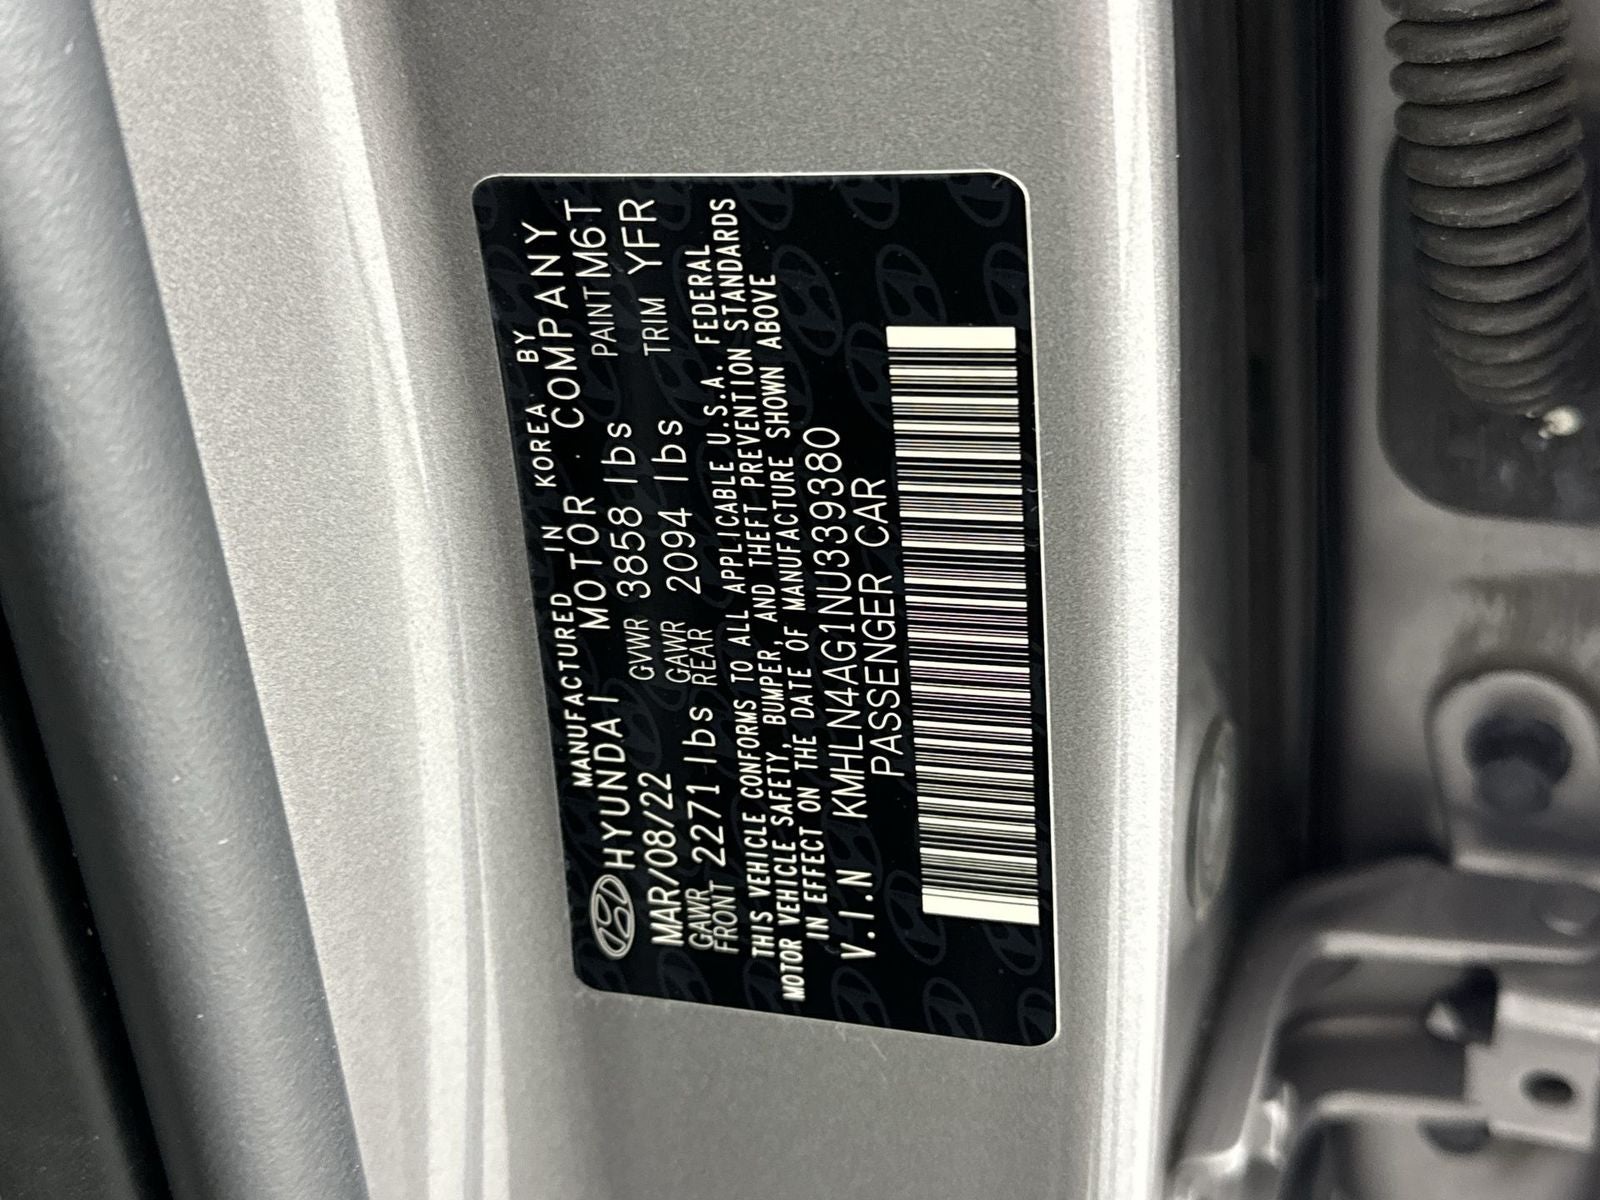 MANUFACTURED IN KOREA BY
HYUNDAI MOTOR COMPANY
MAR/08/22 GVWR 3858 lbs PAINT M6T
GAWR FRONT 2271 lbs GAWR REAR 2094 lbs TRIM YFR
THIS VEHICLE CONFORMS TO ALL APPLICABLE U.S.A. FEDERAL
MOTOR VEHICLE SAFETY, BUMPER, AND THEFT PREVENTION STANDARDS
IN EFFECT ON THE DATE OF MANUFACTURE SHOWN ABOVE
V.I.N KMHLN4AG1NU339380
PASSENGER CAR